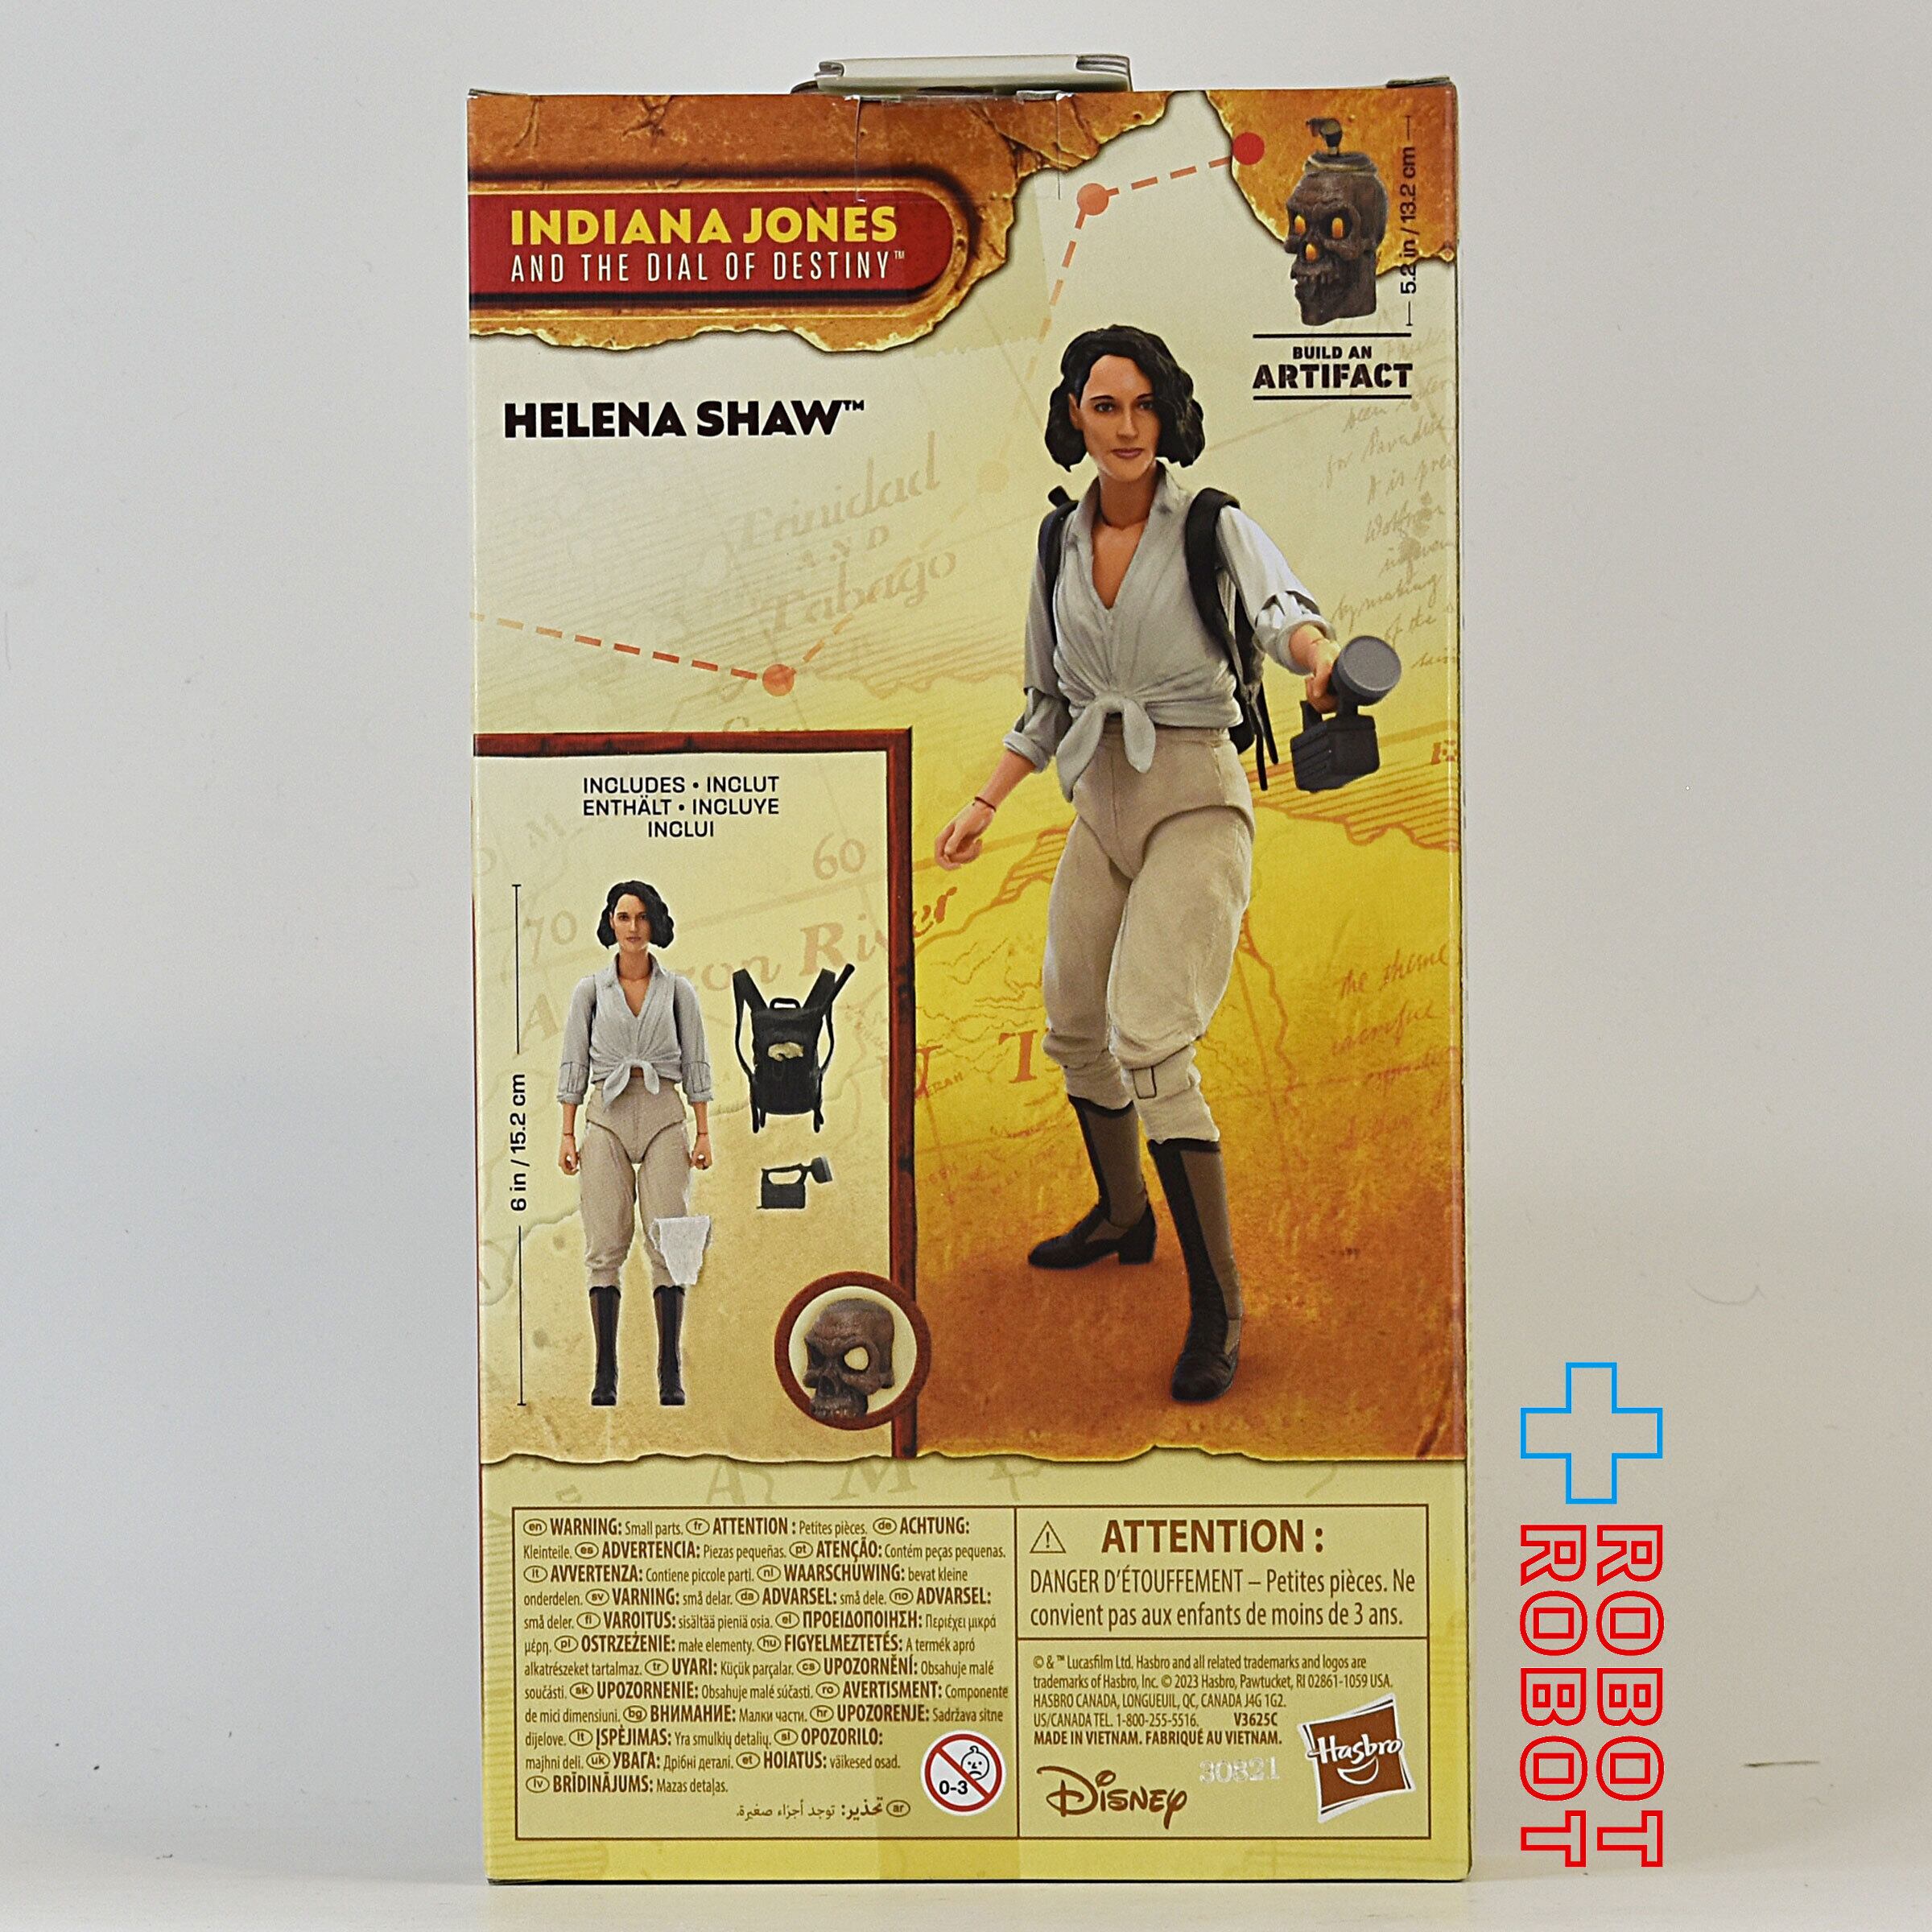 INDIANA JONES
AND THE DIAL OF DESTINY™
5.2 in / 13.2 cm
BUILD AN
ARTIFACT
HELENA SHAW™
Trinidad
AND
Tabago
INCLUDES • INCLUT
ENTHÄLT • INCLUYE
INCLUI
60
70
River
6 in / 15.2 cm
en WARNING: Small parts. fr ATTENTION : Petites pièces. de ACHTUNG:
Kleinteile. es ADVERTENCIA: Piezas pequeñas. pt ATENÇÃO: Contém peças pequenas.
it AVVERTENZA: Contiene piccole parti. nl WAARSCHUWING: bevat kleine
onderdelen. sv VARNING: små delar. da ADVARSEL: små dele. no ADVARSEL:
små deler. fi VAROITUS: sisältää pieniä osia. el ΠΡΟΕΙΔΟΠΟΙΗΣΗ: Περιέχει μικρά
μέρη. pl OSTRZEŻENIE: małe elementy. hu FIGYELMEZTETÉS: A termék apró
alkatrészeket tartalmaz. tr UYARI: Küçük parçalar. cs UPOZORNĚNÍ: Obsahuje malé
součásti. sk UPOZORNENIE: Obsahuje malé súčasti. ro AVERTISMENT: Componente
de mici dimensiuni. bg ВНИМАНИЕ: Малки части. hr UPOZORENJE: Sadržava sitne
dijelove. lt ĮSPĖJIMAS: Yra smulkių detalių. sl OPOZORILO:
majhni deli. uk УВАГА: Дрібні деталі. et HOIATUS: väikesed osad.
lv BRĪDINĀJUMS: Mazas detaļas.
ar تحذير: توجد أجزاء صغيرة.
0-3
ATTENTION :
DANGER D'ÉTOUFFEMENT – Petites pièces. Ne
convient pas aux enfants de moins de 3 ans.
© & ™ Lucasfilm Ltd. Hasbro and all related trademarks and logos are
trademarks of Hasbro, Inc. © 2023 Hasbro, Pawtucket, RI 02861-1059 USA.
HASBRO CANADA, LONGUEUIL, QC, CANADA J4G 1G2.
US/CANADA TEL. 1-800-255-5516. V3625C
MADE IN VIETNAM. FABRIQUÉ AU VIETNAM.
30821
Disney
Hasbro
ROBOT ROBOT
ROBOT ROBOT